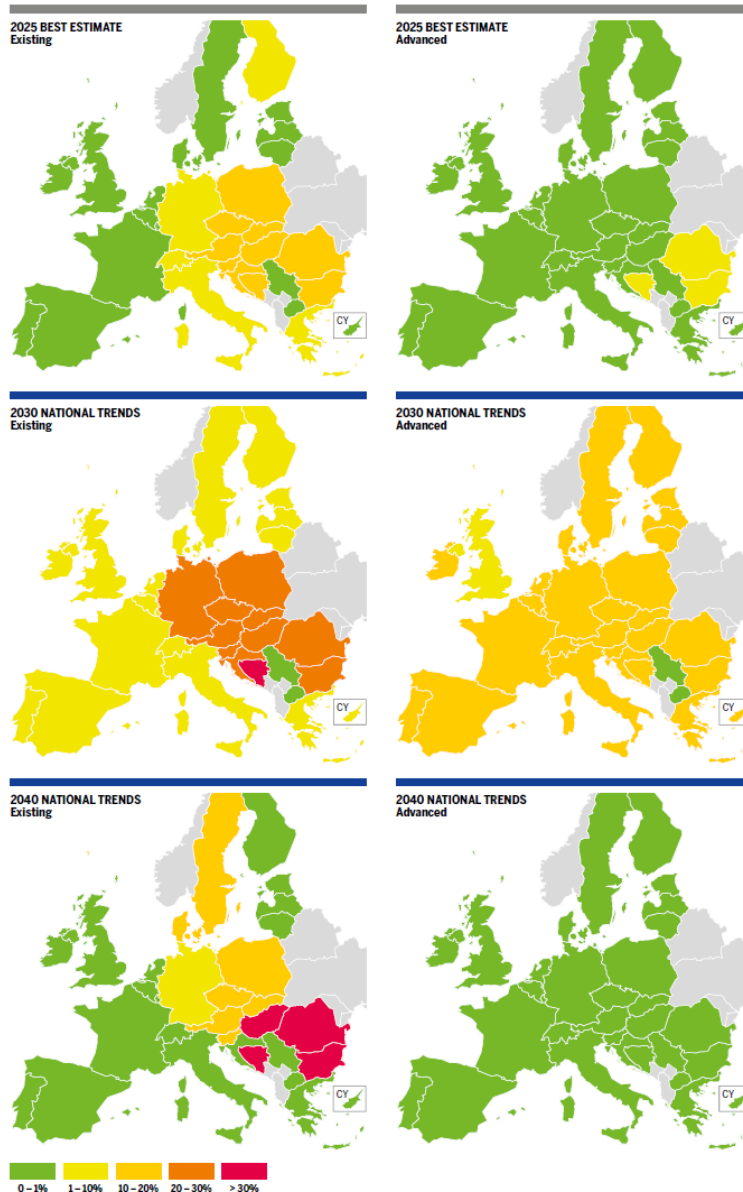 2025 BEST ESTIMATE
Existing
2025 BEST ESTIMATE
Advanced
CY
CY
2030 NATIONAL TRENDS
Existing
2030 NATIONAL TRENDS
Advanced
CY
CY
2040 NATIONAL TRENDS
Existing
2040 NATIONAL TRENDS
Advanced
CY
CY
0 – 1% 1 – 10% 10 – 20% 20 – 30% > 30%